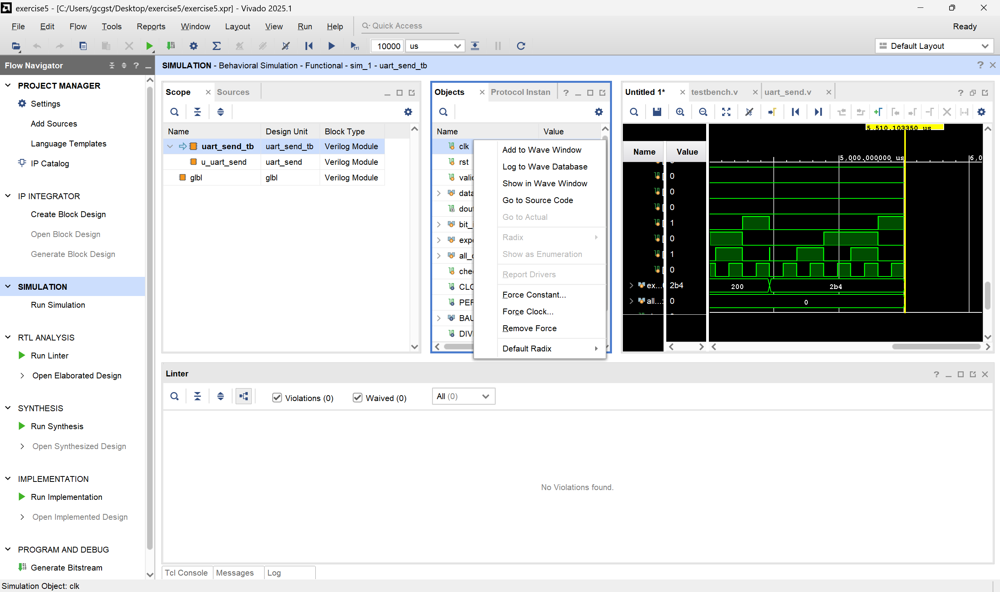 exercise5 - [C:/Users/gcgst/Desktop/exercise5/exercise5.xpr] - Vivado 2025.1
File Edit Flow Tools Reports Window Layout View Run Help Quick Access Ready
10000 us Default Layout
Flow Navigator
SIMULATION - Behavioral Simulation - Functional - sim_1 - uart_send_tb
PROJECT MANAGER
Settings
Add Sources
Language Templates
IP Catalog
IP INTEGRATOR
Create Block Design
Open Block Design
Generate Block Design
SIMULATION
Run Simulation
RTL ANALYSIS
Run Linter
Open Elaborated Design
SYNTHESIS
Run Synthesis
Open Synthesized Design
IMPLEMENTATION
Run Implementation
Open Implemented Design
PROGRAM AND DEBUG
Generate Bitstream
Scope Sources
Name Design Unit Block Type
uart_send_tb uart_send_tb Verilog Module
u_uart_send uart_send Verilog Module
glbl glbl Verilog Module
Objects Protocol Instan
Name Value
clk
rst
valid
data
dout
bit_
expe
all_
che
CLO
PER
BAU
DIV
Add to Wave Window
Log to Wave Database
Show in Wave Window
Go to Source Code
Go to Actual
Radix
Show as Enumeration
Report Drivers
Force Constant...
Force Clock...
Remove Force
Default Radix
Untitled 1* testbench.v uart_send.v
5,510.103350 us
Name Value
5,000.000000 us 6,0
0
0
0
1
0
1
0
ex... 2b4 200 2b4
all...: 0 0
Linter
Violations (0) Waived (0) All (0)
No Violations found.
Tcl Console Messages Log
Simulation Object: clk